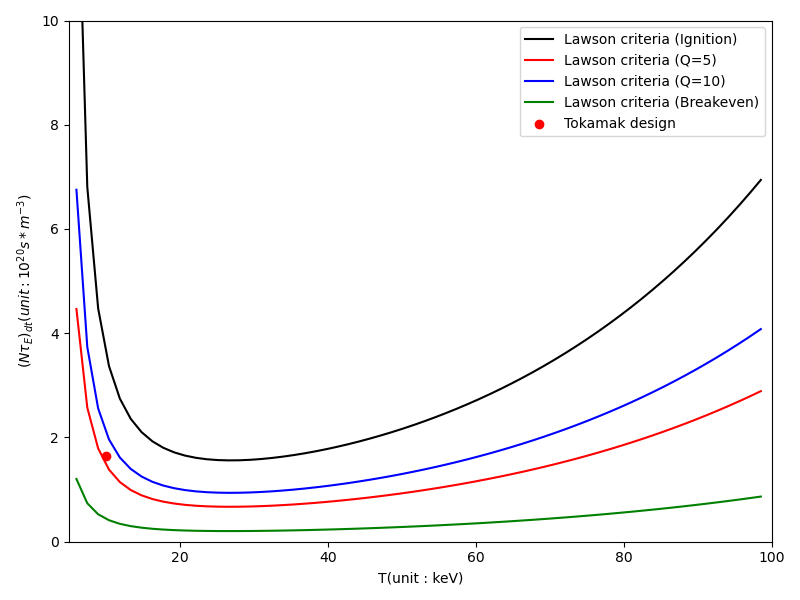 10
8
6
4
2
0
20
40
60
80
100
T(unit : keV)
$(N\tau_E)_{dt}(unit : 10^{20}s * m^{-3})$
Lawson criteria (Ignition)
Lawson criteria (Q=5)
Lawson criteria (Q=10)
Lawson criteria (Breakeven)
Tokamak design